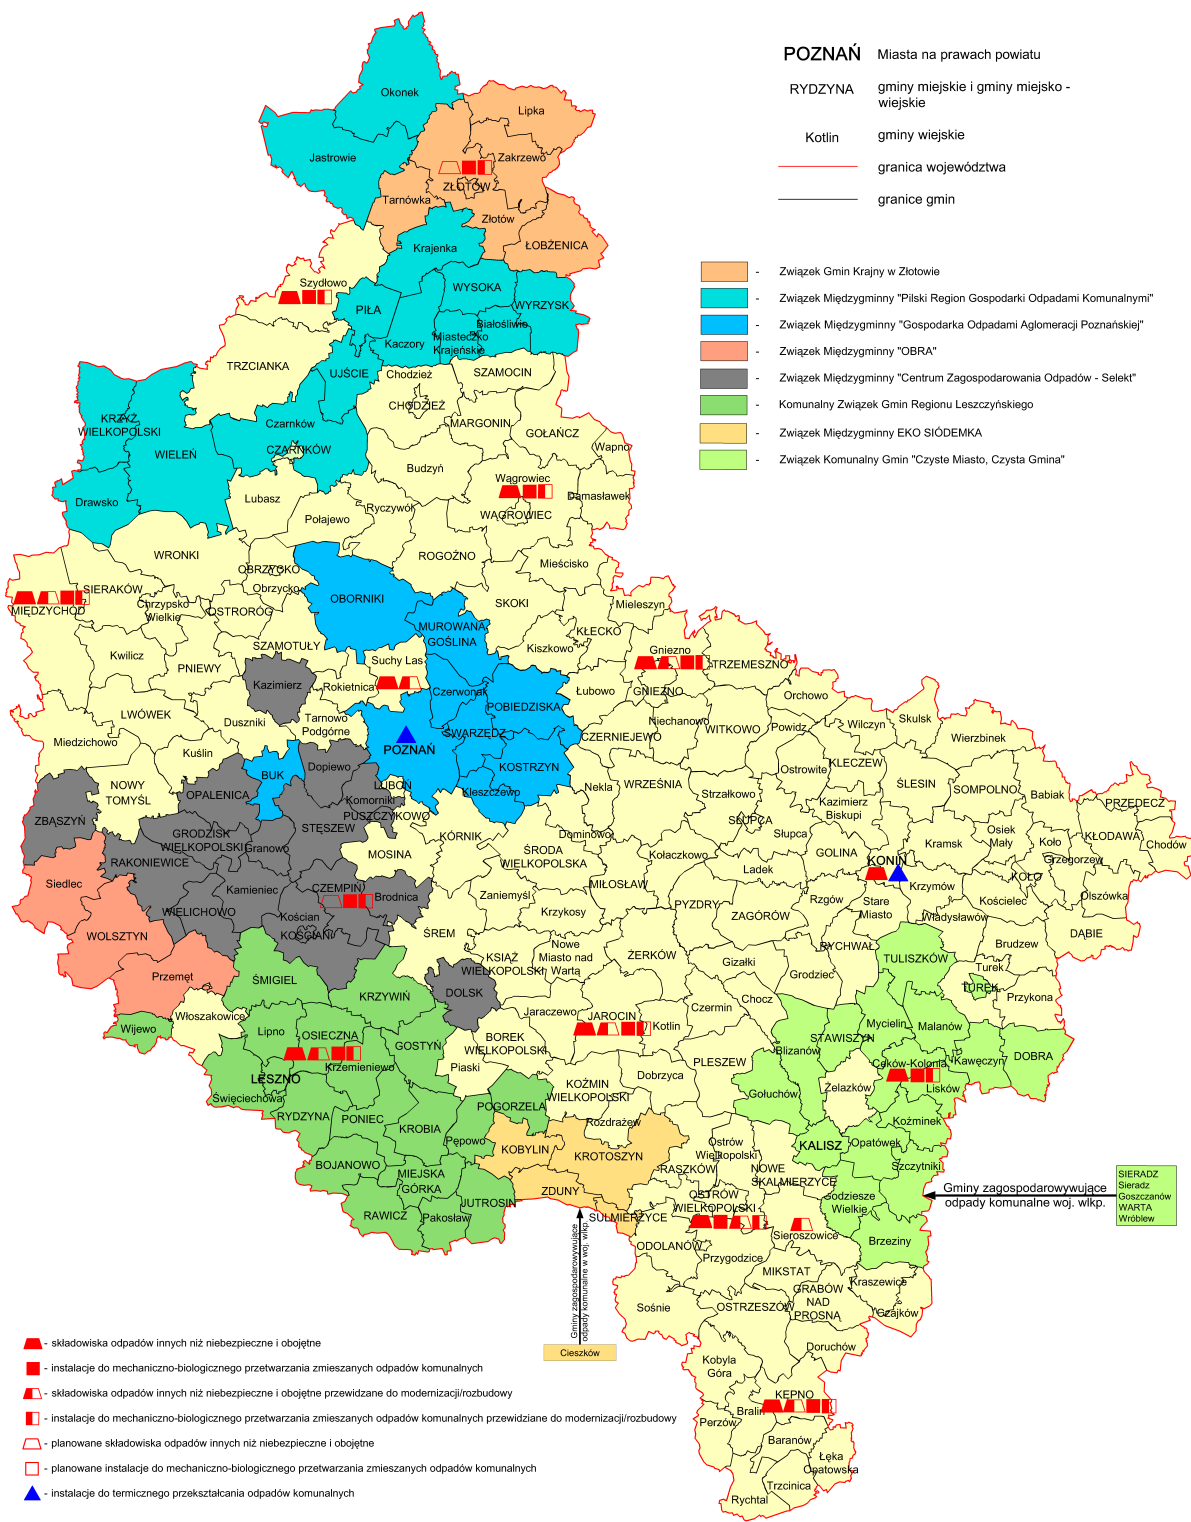 POZNAŃ
Miasta na prawach powiatu
RYDZYNA
gminy miejskie i gminy miejsko -
wiejskie
Kotlin
gminy wiejskie
granica województwa
granice gmin
- Związek Gmin Krajny w Złotowie
- Związek Międzygminny "Pilski Region Gospodarki Odpadami Komunalnymi"
- Związek Międzygminny "Gospodarka Odpadami Aglomeracji Poznańskiej"
- Związek Międzygminny "OBRA"
- Związek Międzygminny "Centrum Zagospodarowania Odpadów - Selekt"
- Komunalny Związek Gmin Regionu Leszczyńskiego
- Związek Międzygminny EKO SIÓDEMKA
- Związek Komunalny Gmin "Czyste Miasto, Czysta Gmina"
Okonek
Lipka
Jastrowie
Zakrzewo
ZŁOTÓW
Tarnówka
Złotów
Krajenka
ŁOBŻENICA
Szydłowo
WYSOKA
PIŁA
WYRZYSK
Białośliwie
Miasteczko
Krajeńskie
Kaczory
TRZCIANKA
UJŚCIE
Chodzież
SZAMOCIN
CHODZIEŻ
KRZYŻ
WIELKOPOLSKI
Czarnków
MARGONIN
GOŁAŃCZ
WIELEŃ
CZARNKÓW
Wapno
Budzyń
Wągrowiec
Damasławek
Drawsko
Lubasz
Ryczywół
Połajewo
WĄGROWIEC
WRONKI
ROGOŹNO
Mieścisko
OBRZYCKO
Obrzycko
SIERAKÓW
MIĘDZYCHÓD
Chrzypsko
Wielkie
OSTRORÓG
OBORNIKI
SKOKI
Mieleszyn
MUROWANA
GOŚLINA
KŁECKO
SZAMOTUŁY
Kiszkowo
Gniezno
TRZEMESZNO
Kwilicz
PNIEWY
Suchy Las
Kazimierz
Rokietnica
Czerwonak
Łubowo
GNIEZNO
Orchowo
LWÓWEK
Duszniki
Tarnowo
Podgórne
POBIEDZISKA
Niechanowo
WITKOWO
Powidz
Wilczyn
Skulsk
Wierzbinek
Miedzichowo
Kuślin
POZNAŃ
SWARZĘDZ
CZERNIEJEWO
BUK
Dopiewo
KOSTRZYN
Ostrowite
KLECZEW
ŚLESIN
NOWY
TOMYŚL
OPALENICA
LUBOŃ
Komorniki
Kleszczewo
Nekla
WRZEŚNIA
Strzałkowo
SOMPOLNO
Babiak
PRZEDECZ
ZBĄSZYŃ
PUSZCZYKOWO
Kazimierz
Biskupi
SŁUPCA
Słupca
GRODZISK
WIELKOPOLSKI
STĘSZEW
Granowo
KÓRNIK
Dominowo
Osiek
Mały
KŁODAWA
Chodów
RAKONIEWICE
MOSINA
ŚRODA
WIELKOPOLSKA
Kołaczkowo
GOLINA
KONIN
Kramsk
Koło
Grzegorzew
Siedlec
Kamieniec
CZEMPIŃ
Brodnica
Zaniemyśl
MIŁOSŁAW
Lądek
KOŁO
Krzymów
Kościelec
Olszówka
WIELICHOWO
Kościan
KOŚCIAN
Krzykosy
PYZDRY
ZAGÓRÓW
Rzgów
Stare
Miasto
Władysławów
WOLSZTYN
ŚREM
DĄBIE
Przemęt
KSIĄŻ
WIELKOPOLSKI
Nowe
Miasto nad
Wartą
ŻERKÓW
Gizałki
RYCHWAŁ
Grodziec
TULISZKÓW
Brudzew
Turek
TUREK
Przykona
ŚMIGIEL
KRZYWIŃ
DOLSK
Włoszakowice
Wijewo
Lipno
OSIECZNA
Jaraczewo
JAROCIN
Kotlin
Czermin
Chocz
Mycielin
Malanów
GOSTYŃ
BOREK
WIELKOPOLSKI
STAWISZYN
Blizanów
Kawęczyn
DOBRA
Krzemieniewo
Piaski
PLESZEW
Ceków-Kolonia
LESZNO
Święciechowa
Dobrzyca
Lisków
Żelazków
KOŹMIN
WIELKOPOLSKI
Gołuchów
RYDZYNA
PONIEC
POGORZELA
Rozdrażew
Koźminek
KROBIA
Pępowo
KOBYLIN
KROTOSZYN
Ostrów
Wielkopolski
KALISZ
Opatówek
BOJANOWO
RASZKÓW
NOWE
SKALMIERZYCE
Szczytniki
MIEJSKA
GÓRKA
JUTROSIN
ZDUNY
OSTRÓW
WIELKOPOLSKI
Godziesze
Wielkie
RAWICZ
Pakosław
SULMIERZYCE
Sieroszowice
Brzeziny
ODOLANÓW
Przygodzice
MIKSTAT
Kraszewice
GRABÓW
NAD
PROSNĄ
Sośnie
OSTRZESZÓW
Czajków
Doruchów
Kobyla
Góra
KĘPNO
Bralin
Perzów
Baranów
Łęka
Opatowska
Trzcinica
Rychtal
Gminy zagospodarowywujące
odpady komunalne woj. wlkp.
SIERADZ
Sieradz
Goszczanów
WARTA
Wróblew
Gminy zagospodarowywujące
odpady komunalne w woj. wlkp.
Cieszków
- składowiska odpadów innych niż niebezpieczne i obojętne
- instalacje do mechaniczno-biologicznego przetwarzania zmieszanych odpadów komunalnych
- składowiska odpadów innych niż niebezpieczne i obojętne przewidzane do modernizacji/rozbudowy
- instalacje do mechaniczno-biologicznego przetwarzania zmieszanych odpadów komunalnych przewidziane do modernizacji/rozbudowy
- planowane składowiska odpadów innych niż niebezpieczne i obojętne
- planowane instalacje do mechaniczno-biologicznego przetwarzania zmieszanych odpadów komunalnych
- instalacje do termicznego przekształcania odpadów komunalnych